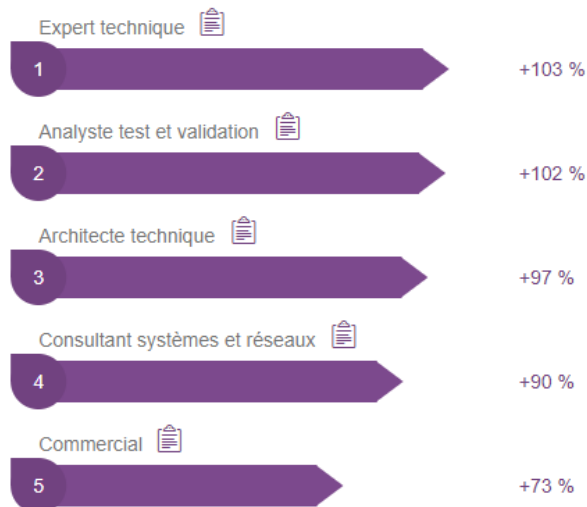 Expert technique
1 +103 %
Analyste test et validation
2 +102 %
Architecte technique
3 +97 %
Consultant systèmes et réseaux
4 +90 %
Commercial
5 +73 %